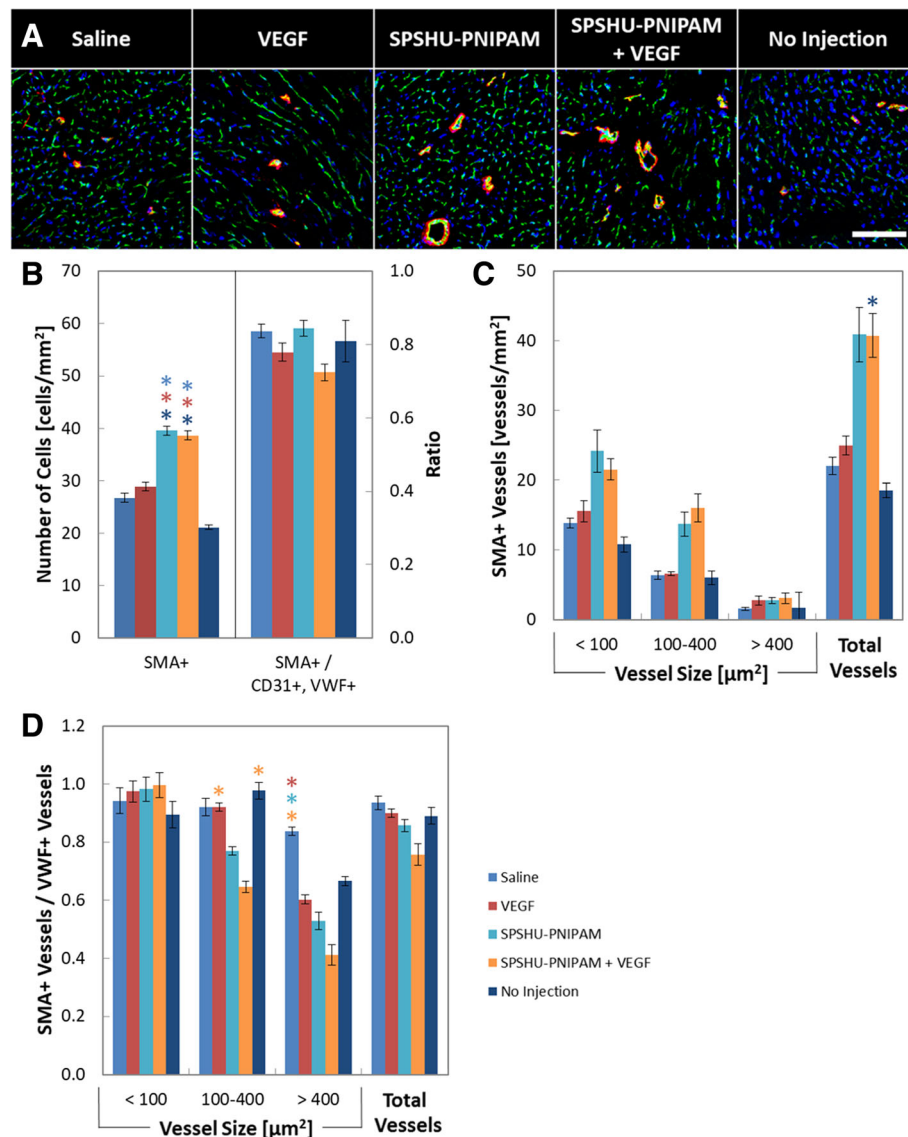 A
Saline
VEGF
SPSHU-PNIPAM
SPSHU-PNIPAM
+ VEGF
No Injection
B
70
60
50
40
30
20
10
0
Number of Cells [cells/mm²]
1.0
0.8
0.6
0.4
0.2
0.0
Ratio
* * *
* * *
SMA+
SMA+ /
CD31+, VWF+
C
50
40
30
20
10
0
SMA+ Vessels [vessels/mm²]
*
< 100
100-400
> 400
Total
Vessels
Vessel Size [µm²]
D
1.2
1.0
0.8
0.6
0.4
0.2
0.0
SMA+ Vessels / VWF+ Vessels
*
*
* * *
< 100
100-400
> 400
Total
Vessels
Vessel Size [µm²]
Saline
VEGF
SPSHU-PNIPAM
SPSHU-PNIPAM + VEGF
No Injection